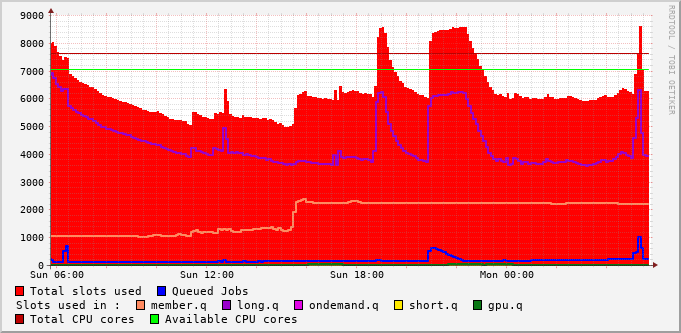 9000
8000
7000
6000
5000
4000
3000
2000
1000
0
Sun 06:00 Sun 12:00 Sun 18:00 Mon 00:00
RRDTOOL / TOBI OETIKER
Total slots used Queued Jobs
Slots used in : member.q long.q ondemand.q short.q gpu.q
Total CPU cores Available CPU cores